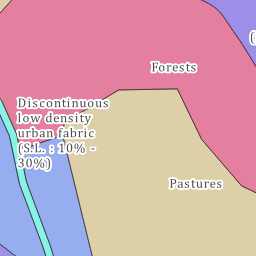 (
Forests
Discontinuous
low density
urban fabric
(S.L. : 10% -
30%)
Pastures